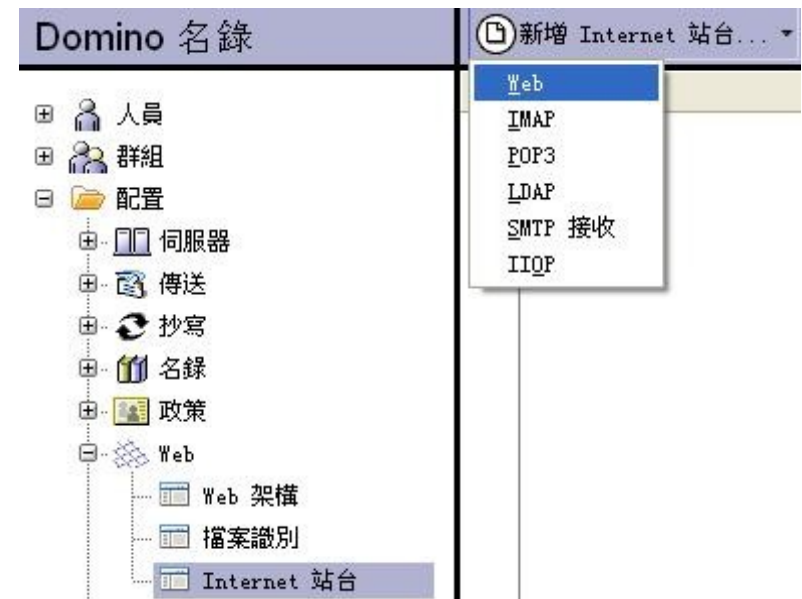 Domino 名錄
新增 Internet 站台...
Web
IMAP
POP3
LDAP
SMTP 接收
IIOP
人員
群組
配置
伺服器
傳送
抄寫
名錄
政策
Web
Web 架構
檔案識別
Internet 站台